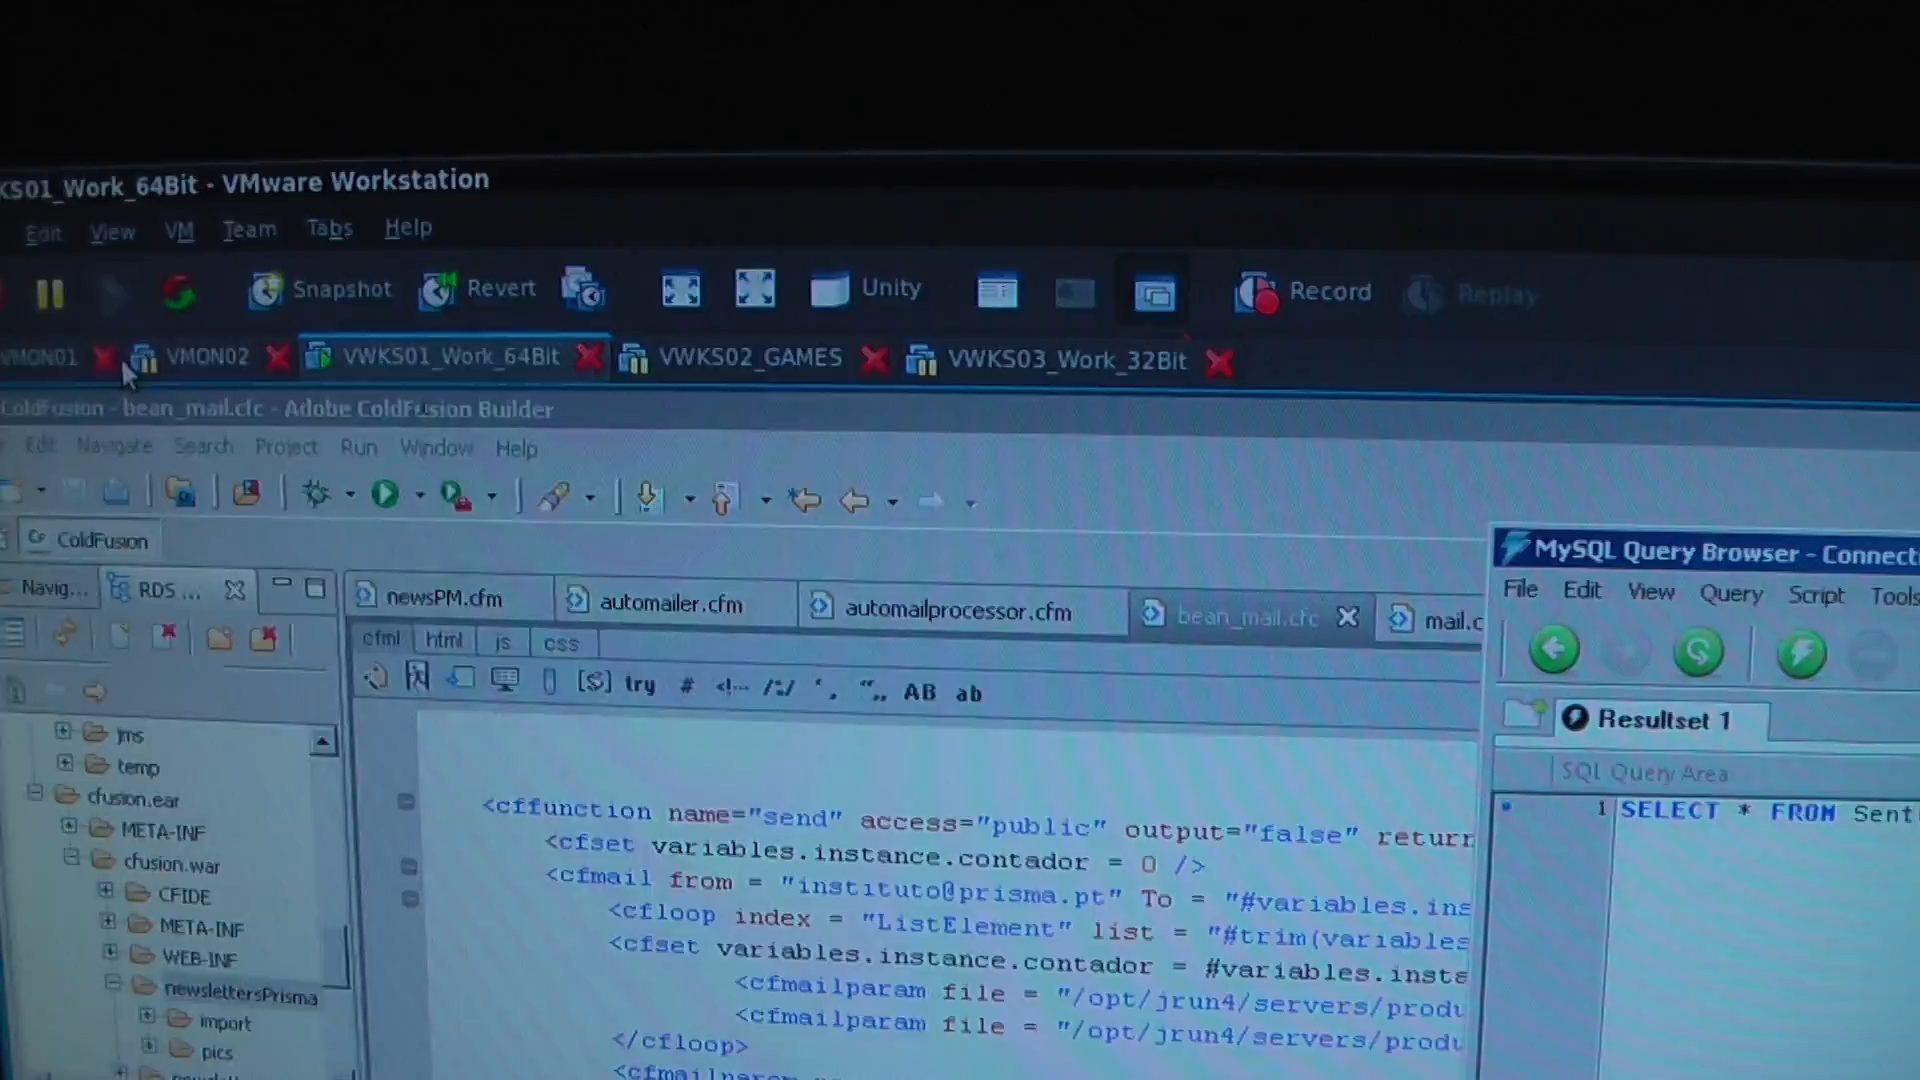 KS01_Work_64Bit - VMware Workstation
Edit View VM Team Tabs Help
Snapshot Revert Unity Record Replay
VMON01 VMON02 VWKS01_Work_64Bit VWKS02_GAMES VWKS03_Work_32Bit
ColdFusion - bean_mail.cfc - Adobe ColdFusion Builder
Edit Navigate Search Project Run Window Help
Cf ColdFusion
Navig... RDS ...
newsPM.cfm automailer.cfm automailprocessor.cfm bean_mail.cfc mail.c
cfml html js css
[S] try # <!-- /:/ ‘, “„ AB ab
jms
temp
cfusion.ear
META-INF
cfusion.war
CFIDE
META-INF
WEB-INF
newslettersPrisma
import
pics
<cffunction name="send" access="public" output="false" return
<cfset variables.instance.contador = 0 />
<cfmail from = "instituto@prisma.pt" To = "#variables.ins
<cfloop index = "ListElement" list = "#trim(variables
<cfset variables.instance.contador = #variables.insta
<cfmailparam file = "/opt/jrun4/servers/produ
<cfmailparam file = "/opt/jrun4/servers/produ
</cfloop>
<cfmailparam
MySQL Query Browser - Connecti
File Edit View Query Script Tools
Resultset 1
SQL Query Area
1 SELECT * FROM Sent